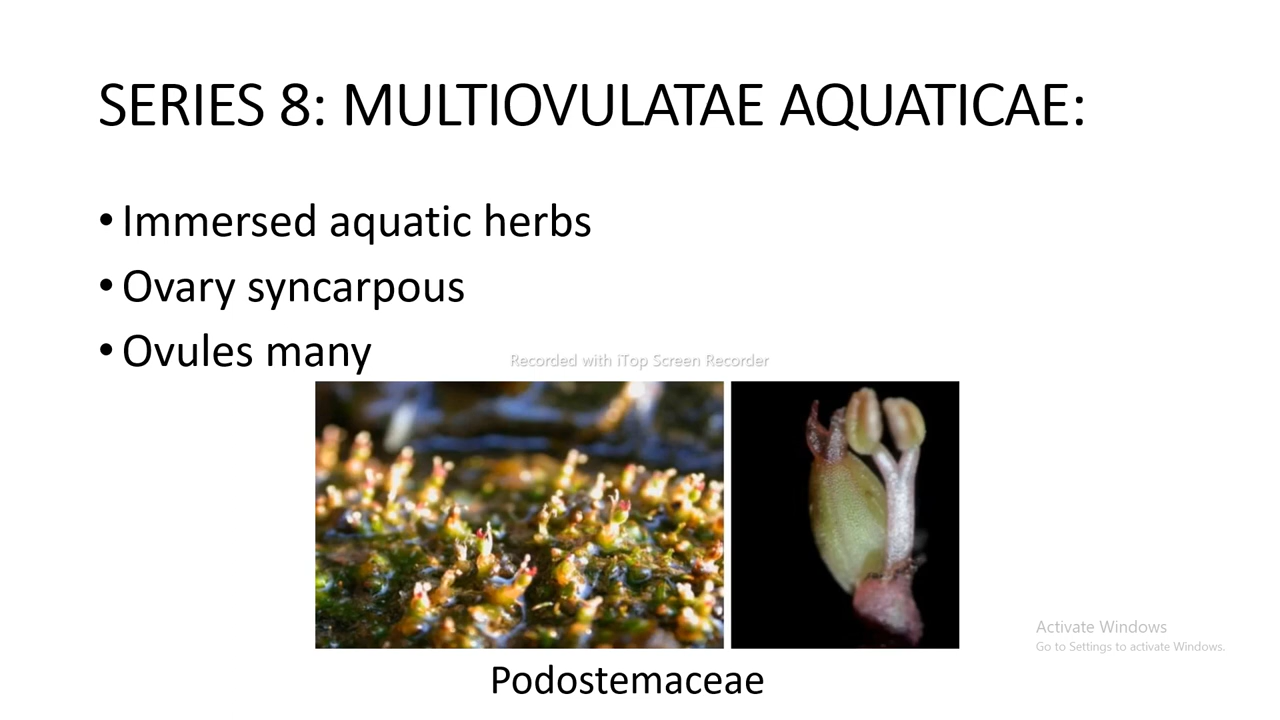 SERIES 8: MULTIOVULATAE AQUATICAE:
• Immersed aquatic herbs
• Ovary syncarpous
• Ovules many
Recorded with iTop Screen Recorder
Activate Windows
Go to Settings to activate Windows.
Podostemaceae